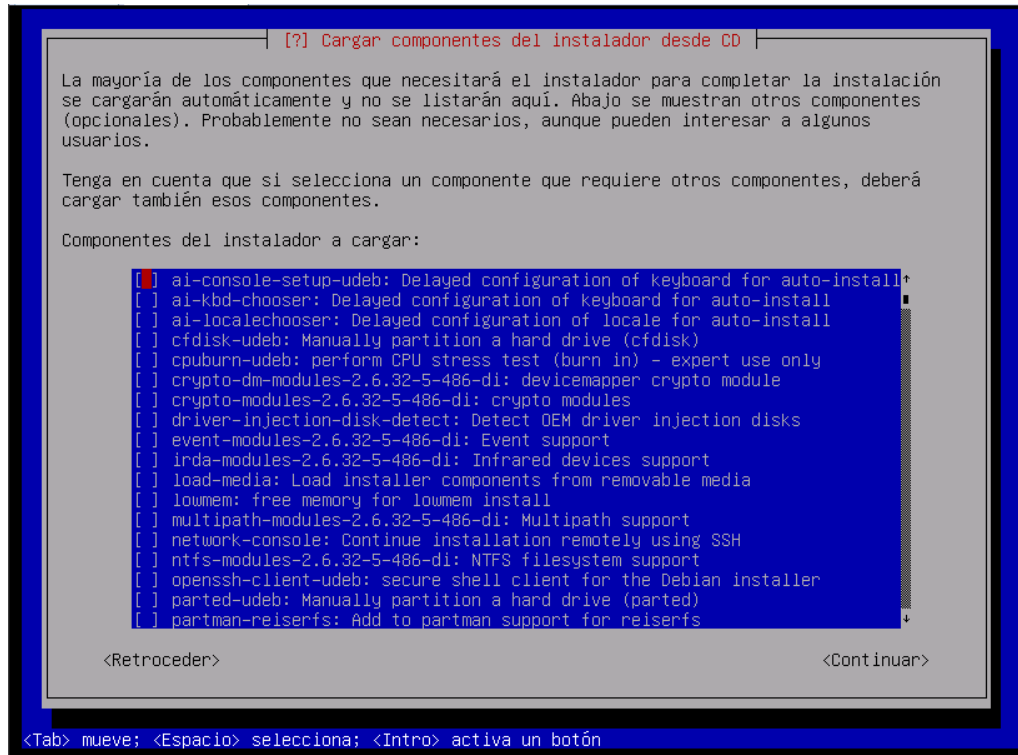 [?] Cargar componentes del instalador desde CD
La mayoría de los componentes que necesitará el instalador para completar la instalación
se cargarán automáticamente y no se listarán aquí. Abajo se muestran otros componentes
(opcionales). Probablemente no sean necesarios, aunque pueden interesar a algunos
usuarios.
Tenga en cuenta que si selecciona un componente que requiere otros componentes, deberá
cargar también esos componentes.
Componentes del instalador a cargar:
[ ] ai-console-setup-udeb: Delayed configuration of keyboard for auto-install
[ ] ai-kbd-chooser: Delayed configuration of keyboard for auto-install
[ ] ai-localechooser: Delayed configuration of locale for auto-install
[ ] cfdisk-udeb: Manually partition a hard drive (cfdisk)
[ ] cpuburn-udeb: perform CPU stress test (burn in) – expert use only
[ ] crypto-dm-modules-2.6.32-5-486-di: devicemapper crypto module
[ ] crypto-modules-2.6.32-5-486-di: crypto modules
[ ] driver-injection-disk-detect: Detect OEM driver injection disks
[ ] event-modules-2.6.32-5-486-di: Event support
[ ] irda-modules-2.6.32-5-486-di: Infrared devices support
[ ] load-media: Load installer components from removable media
[ ] lowmem: free memory for lowmem install
[ ] multipath-modules-2.6.32-5-486-di: Multipath support
[ ] network-console: Continue installation remotely using SSH
[ ] ntfs-modules-2.6.32-5-486-di: NTFS filesystem support
[ ] openssh-client-udeb: secure shell client for the Debian installer
[ ] parted-udeb: Manually partition a hard drive (parted)
[ ] partman-reiserfs: Add to partman support for reiserfs
<Retroceder> <Continuar>
<Tab> mueve; <Espacio> selecciona; <Intro> activa un botón